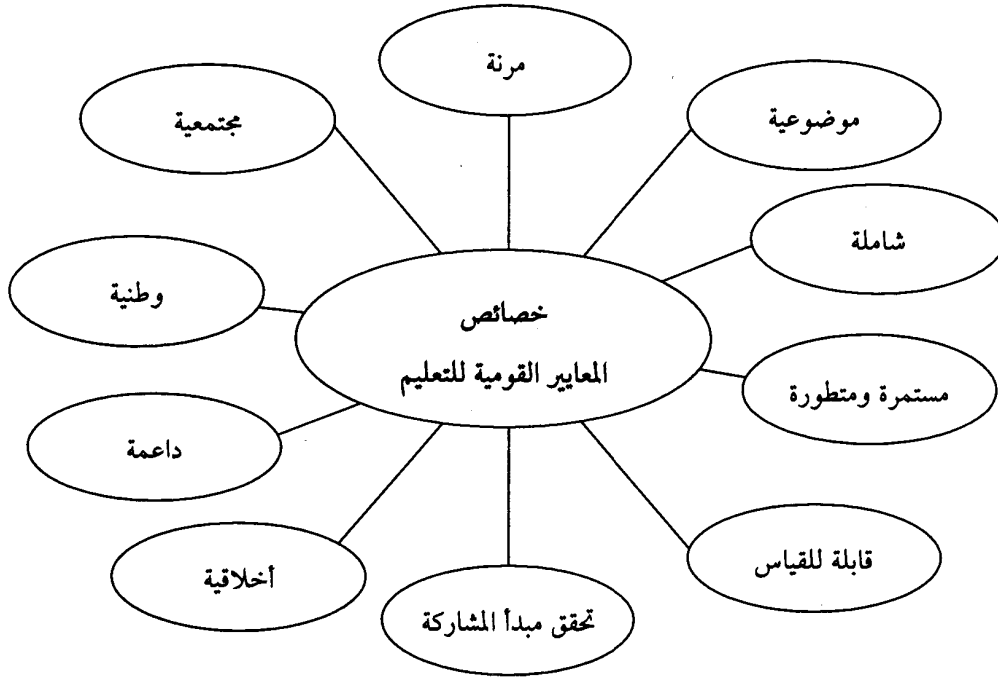 مرنة
موضوعية
مجتمعية
شاملة
وطنية
خصائص
المعايير القومية للتعليم
مستمرة ومتطورة
داعمة
قابلة للقياس
أخلاقية
تحقق مبدأ المشاركة